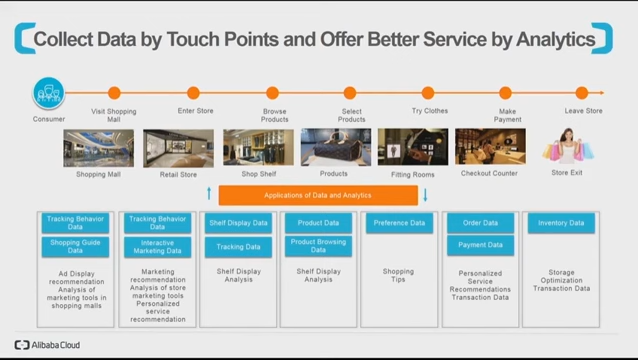 Collect Data by Touch Points and Offer Better Service by Analytics
Consumer
Visit Shopping
Mall
Enter Store
Browse
Products
Select
Products
Try Clothes
Make
Payment
Leave Store
Shopping Mall
Retail Store
Shop Shelf
Products
Fitting Rooms
Checkout Counter
Store Exit
Applications of Data and Analytics
Tracking Behavior
Data
Shopping Guide
Data
Ad Display
recommendation
Analysis of
marketing tools in
shopping malls
Tracking Behavior
Data
Interactive
Marketing Data
Marketing
recommendation
Analysis of store
marketing tools
Personalized
service
recommendation
Shelf Display Data
Tracking Data
Shelf Display
Analysis
Product Data
Product Browsing
Data
Shelf Display
Analysis
Preference Data
Shopping
Tips
Order Data
Payment Data
Personalized
Service
Recommendations
Transaction Data
Inventory Data
Storage
Optimization
Transaction Data
Alibaba Cloud